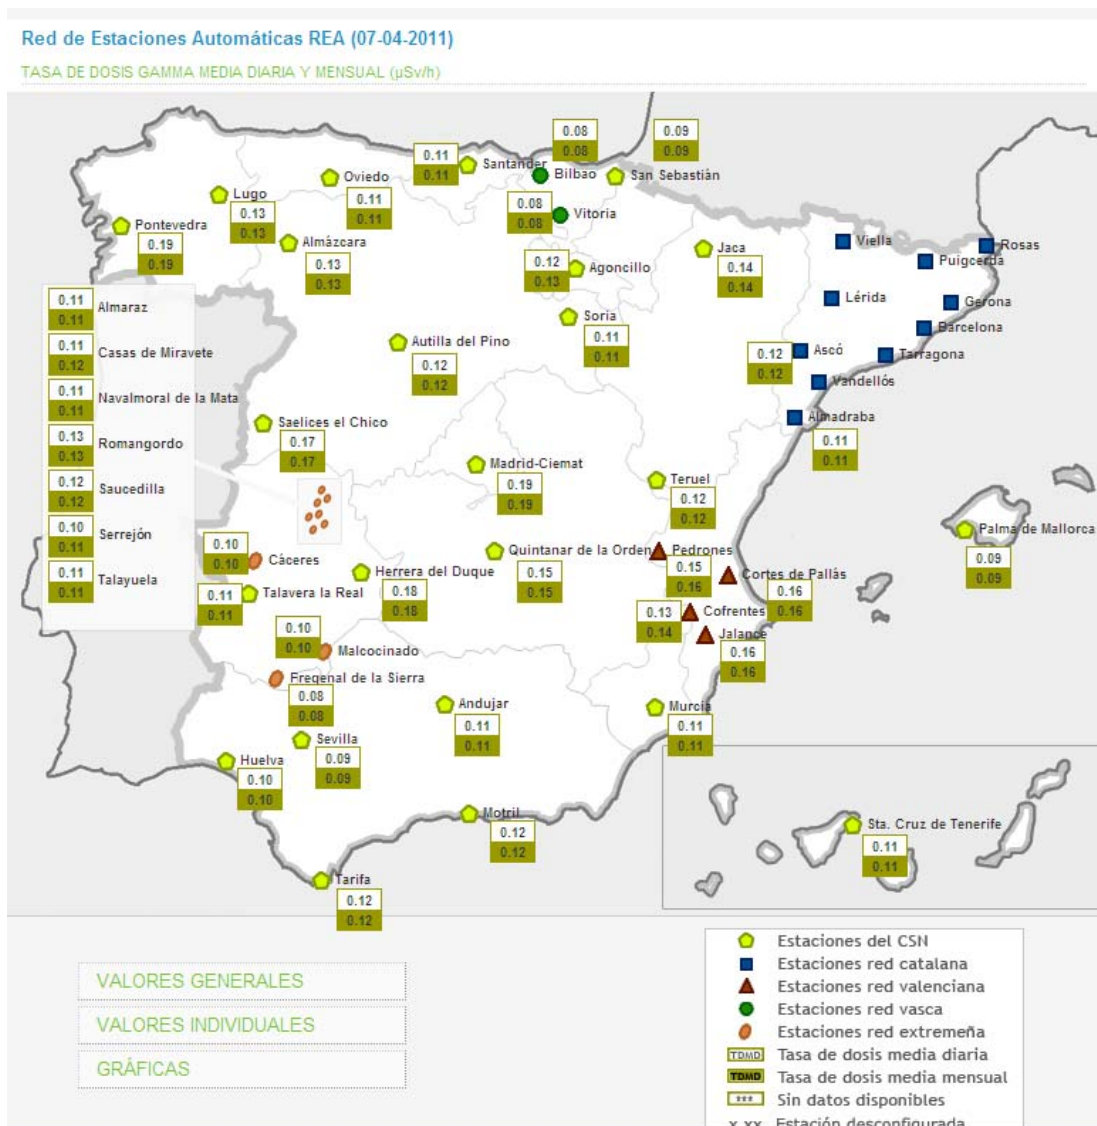 Red de Estaciones Automáticas REA (07-04-2011)
TASA DE DOSIS GAMMA MEDIA DIARIA Y MENSUAL (µSv/h)
0.08
0.08
Bilbao
0.09
0.09
San Sebastián
0.11
0.11
Santander
Oviedo
0.11
0.11
Lugo
0.13
0.13
Pontevedra
0.19
0.19
Almázcara
0.13
0.13
0.08
0.08
Vitoria
0.12
0.13
Agoncillo
Jaca
0.14
0.14
Viella
Rosas
Puigcerda
Lérida
Gerona
Barcelona
Soria
0.11
0.11
Autilla del Pino
0.12
0.12
0.12
0.12
Ascó
Tarragona
Vandellós
Almadraba
0.11
0.11
0.11
0.11
Almaraz
0.11
0.12
Casas de Miravete
0.11
0.11
Navalmoral de la Mata
0.13
0.13
Romangordo
0.12
0.12
Saucedilla
0.10
0.11
Serrejón
0.11
0.11
Talayuela
Saelices el Chico
0.17
0.17
Madrid-Ciemat
0.19
0.19
Teruel
0.12
0.12
Palma de Mallorca
0.09
0.09
0.10
0.10
Cáceres
0.11
0.11
Talavera la Real
Herrera del Duque
0.18
0.18
Quintanar de la Orden
0.15
0.15
Pedrones
0.15
0.16
Cortes de Pallás
0.16
0.16
0.13
0.14
Cofrentes
Jalance
0.16
0.16
0.10
0.10
Malcocinado
Fregenal de la Sierra
0.08
0.08
Andujar
0.11
0.11
Murcia
0.11
0.11
Sevilla
0.09
0.09
Huelva
0.10
0.10
Motril
0.12
0.12
Tarifa
0.12
0.12
Sta. Cruz de Tenerife
0.11
0.11
VALORES GENERALES
VALORES INDIVIDUALES
GRÁFICAS
Estaciones del CSN
Estaciones red catalana
Estaciones red valenciana
Estaciones red vasca
Estaciones red extremeña
TDMD Tasa de dosis media diaria
TDMD Tasa de dosis media mensual
*** Sin datos disponibles
x.xx Estación desconfigurada